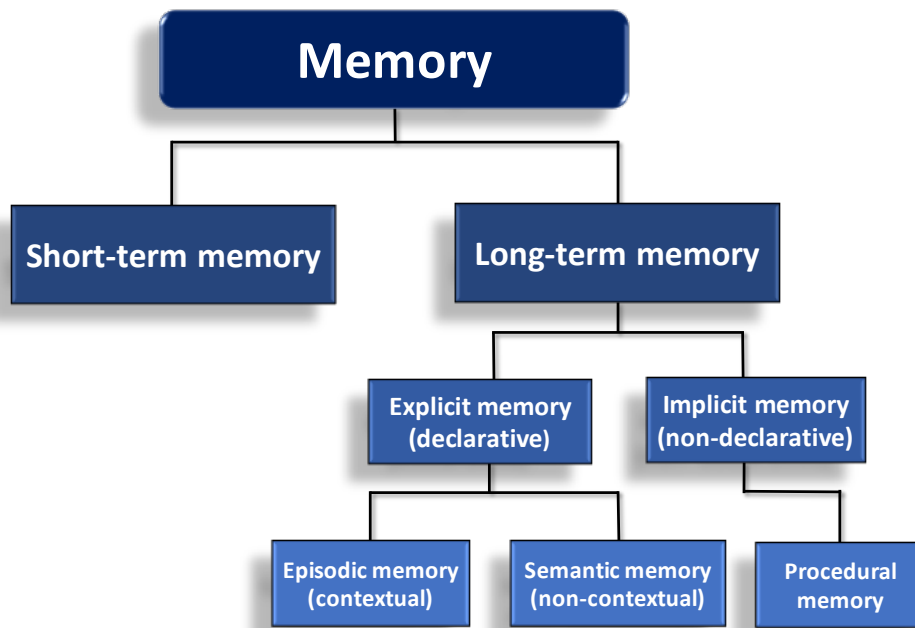 Memory
Short-term memory
Long-term memory
Explicit memory
(declarative)
Implicit memory
(non-declarative)
Episodic memory
(contextual)
Semantic memory
(non-contextual)
Procedural
memory